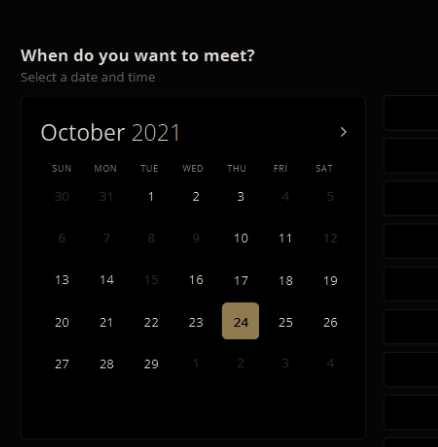 When do you want to meet?
Select a date and time
October 2021
SUN MON TUE WED THU FRI SAT
30 31 1 2 3 4 5
6 7 8 9 10 11 12
13 14 15 16 17 18 19
20 21 22 23 24 25 26
27 28 29 1 2 3 4